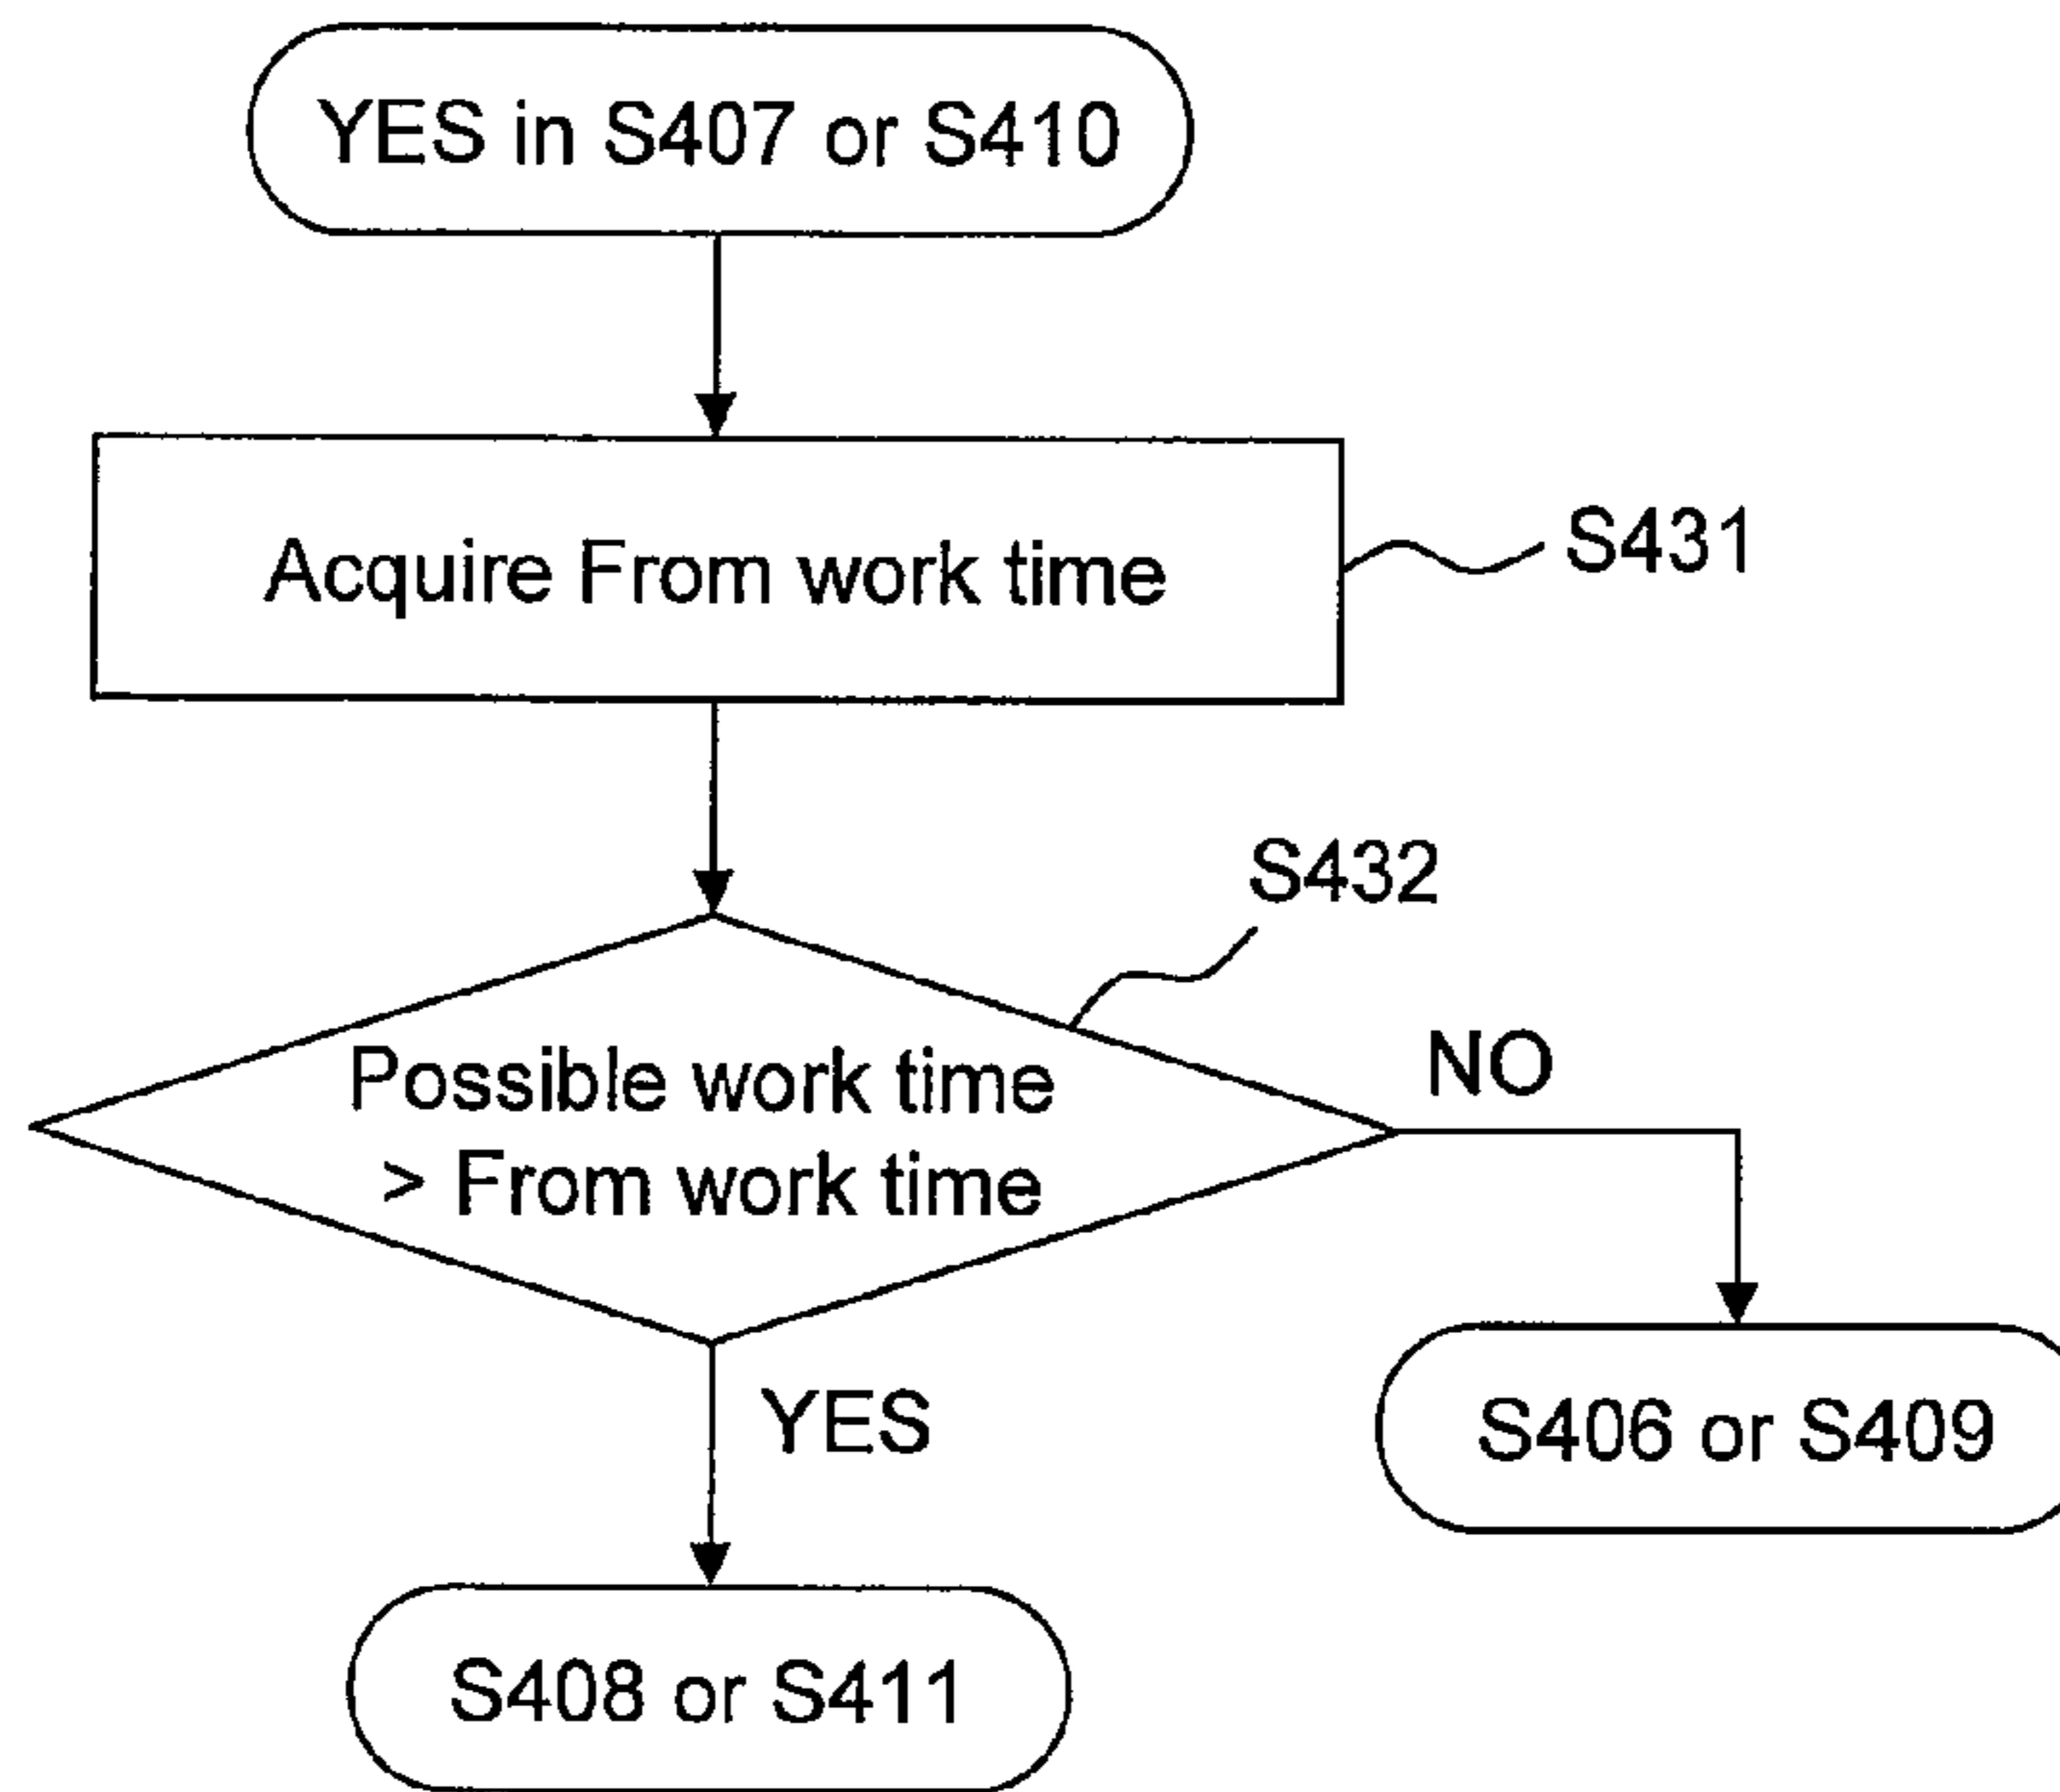 YES in S407 or S410
Acquire From work time
S431
S432
Possible work time
> From work time
NO
YES
S406 or S409
S408 or S411